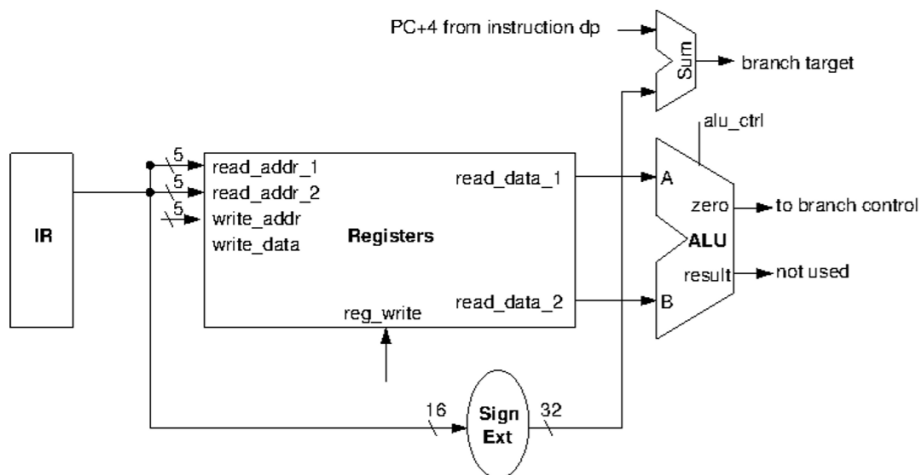 PC+4 from instruction dp
Sum
branch target
alu_ctrl
5
read_addr_1
read_data_1
A
5
read_addr_2
zero
to branch control
5
write_addr
IR
Registers
write_data
ALU
result
not used
read_data_2
B
reg_write
16
Sign
Ext
32